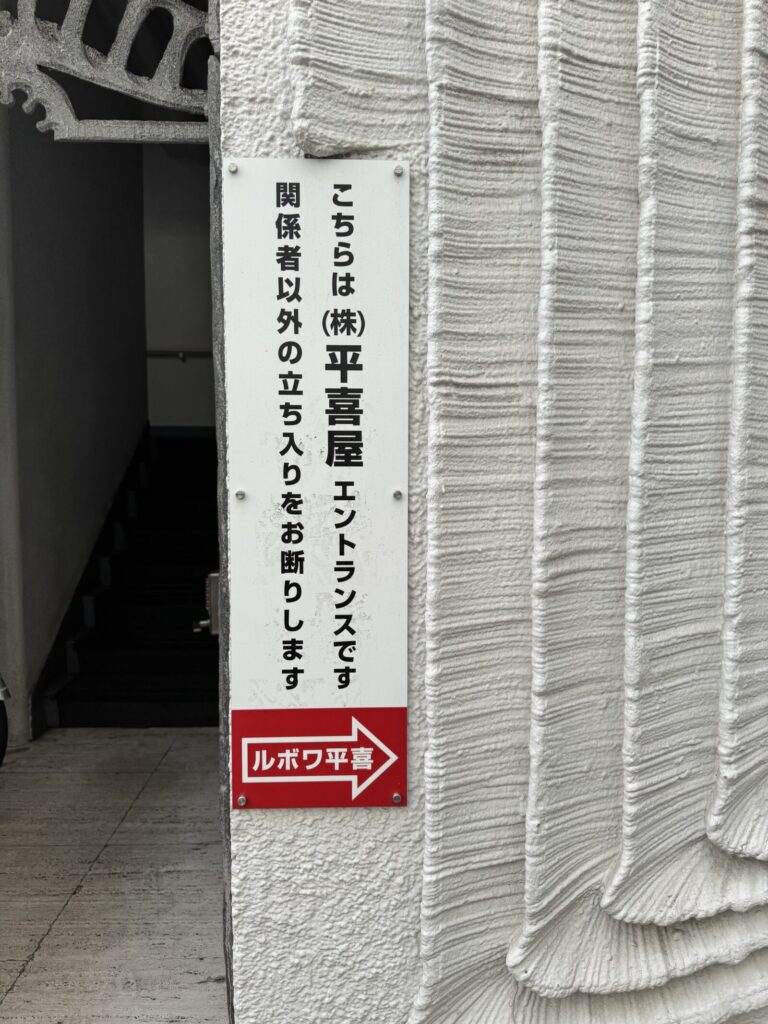 こちらは(株)平喜屋エントランスです
関係者以外の立ち入りをお断りします
ルボワ平喜